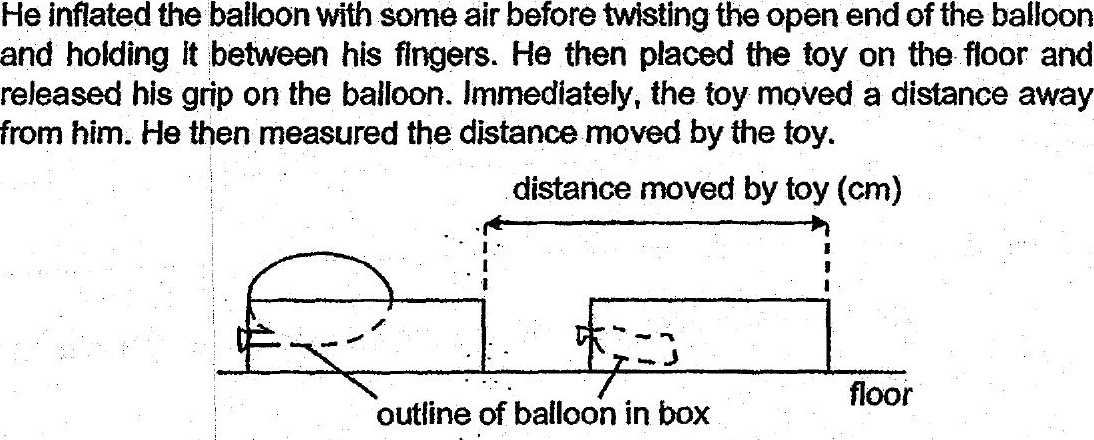 He inflated the balloon with some air before twisting the open end of the balloon
and holding it between his fingers. He then placed the toy on the floor and
released his grip on the balloon. Immediately, the toy moved a distance away
from him. He then measured the distance moved by the toy.
distance moved by toy (cm)
floor
outline of balloon in box